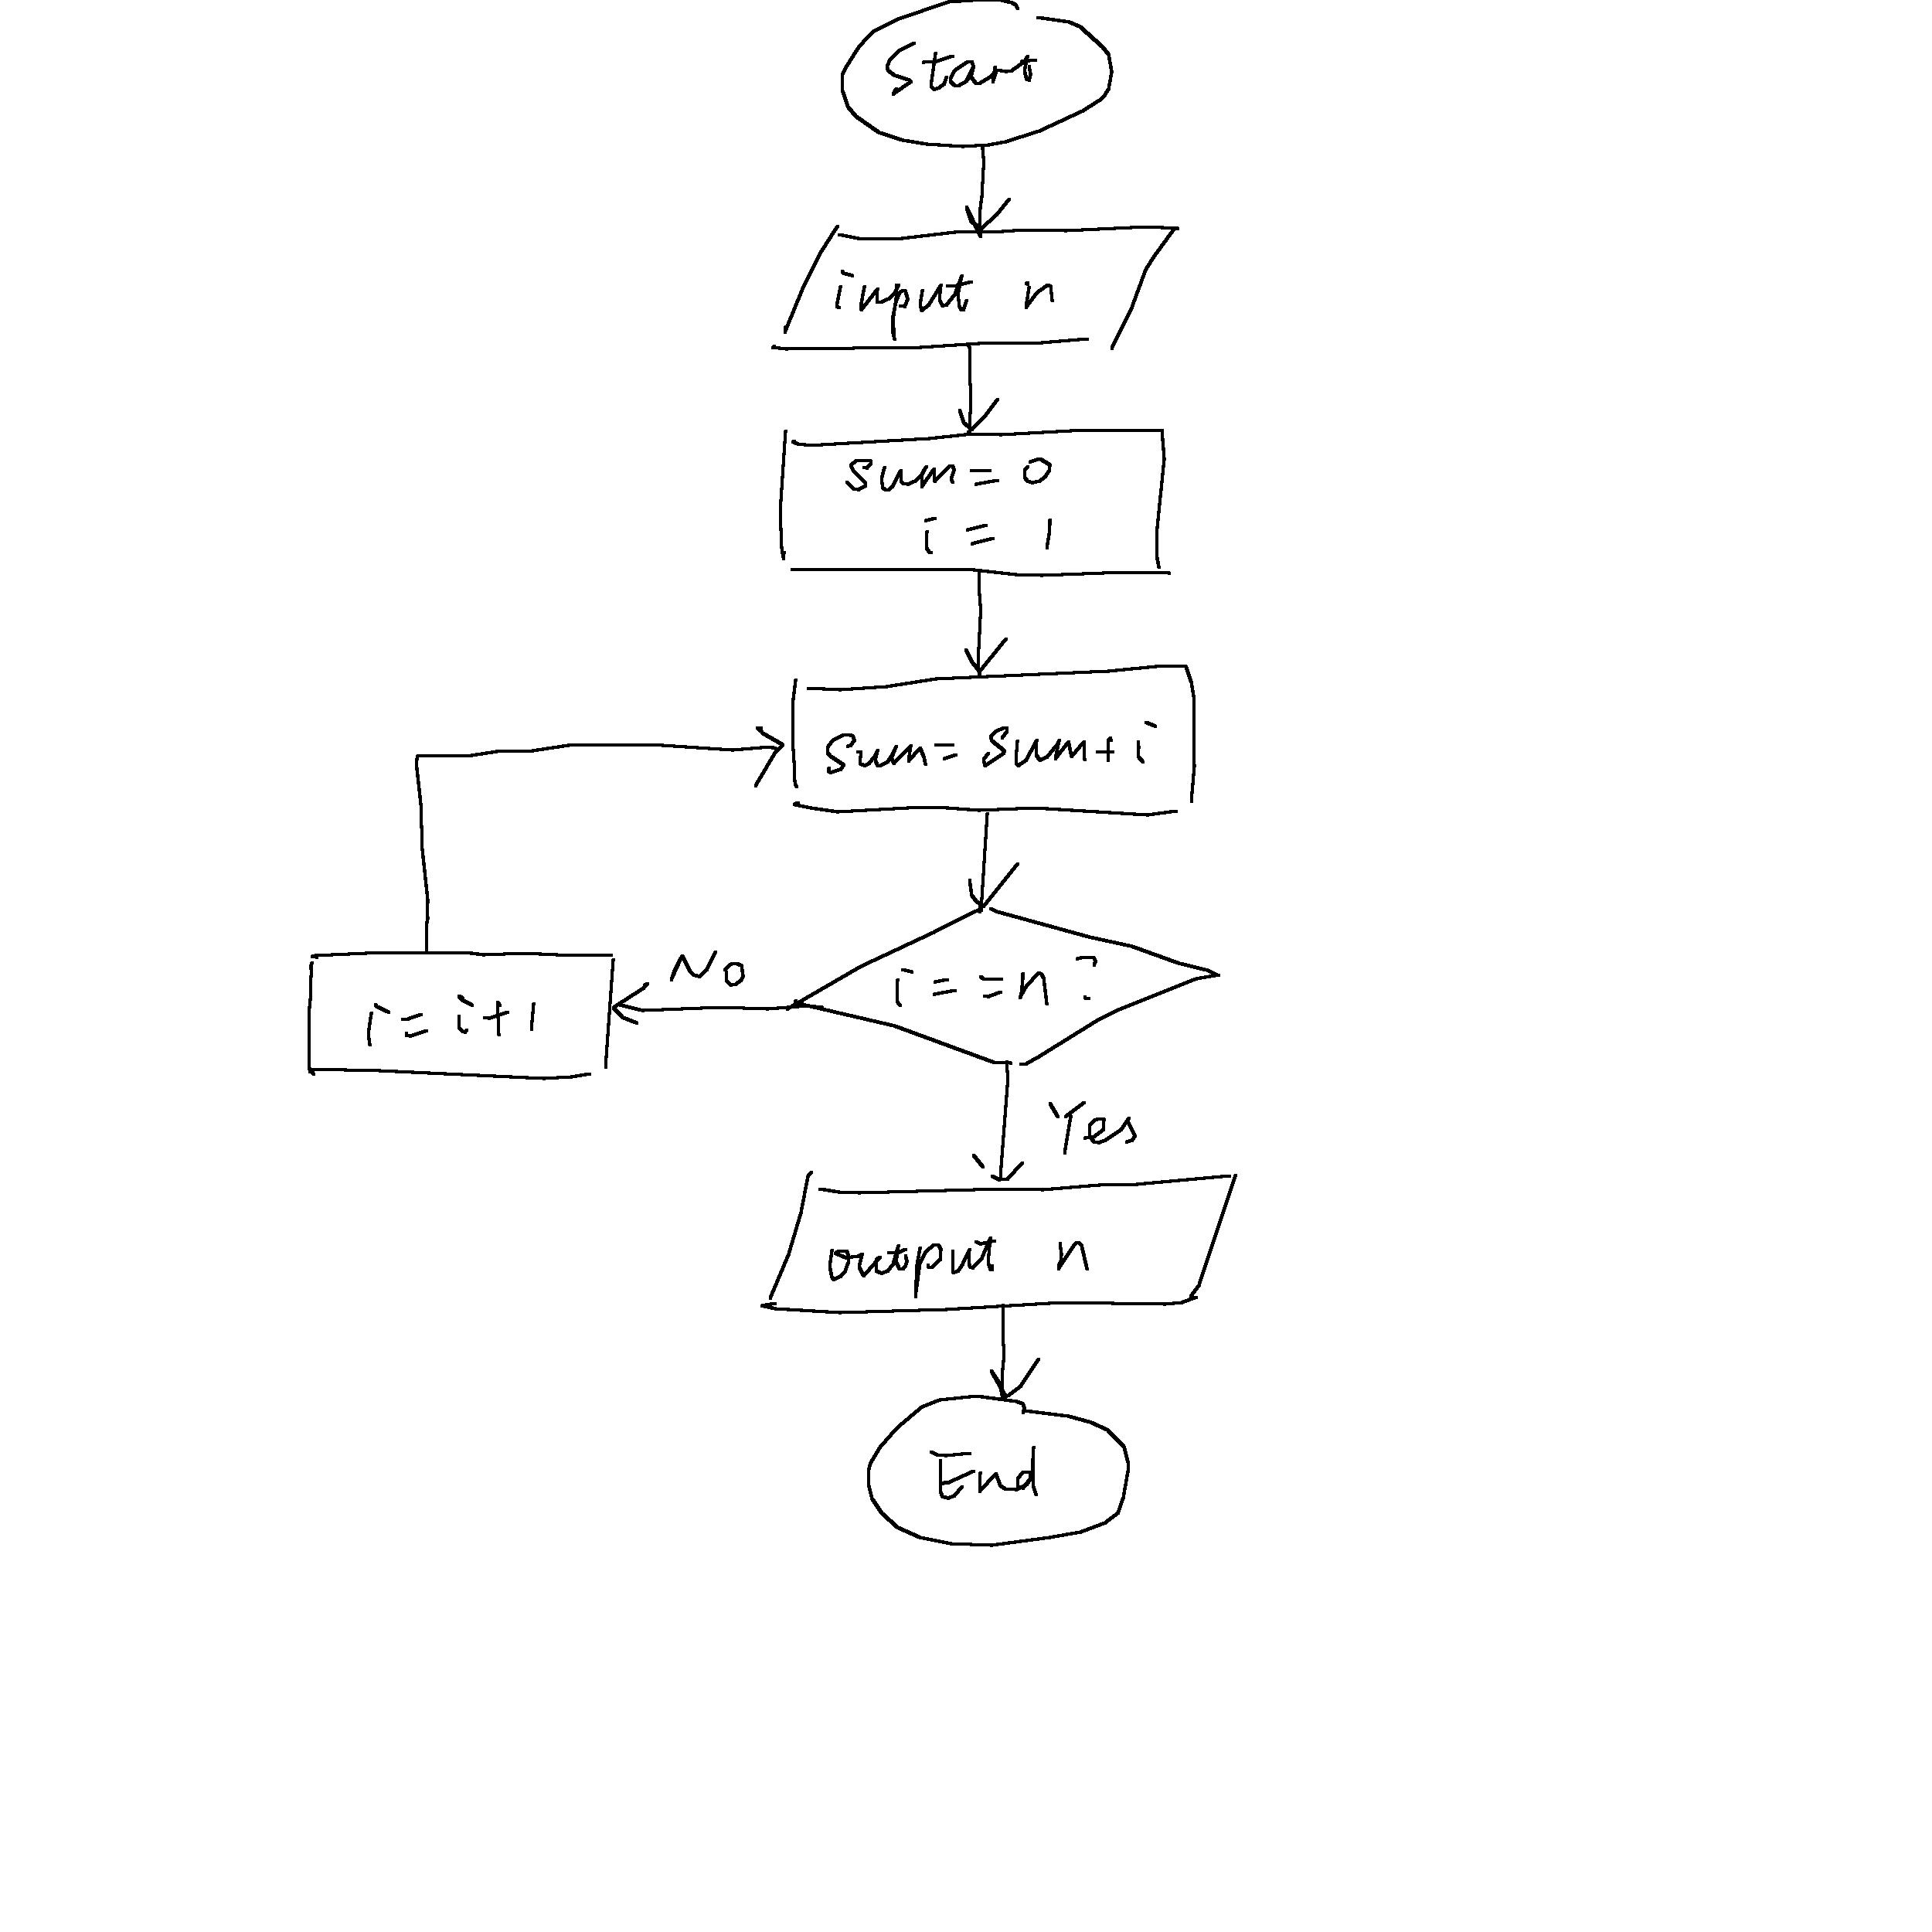 Start
input n
sum=0
i=1
sum=sum+i
i==n?
No
i=i+1
Yes
output n
End